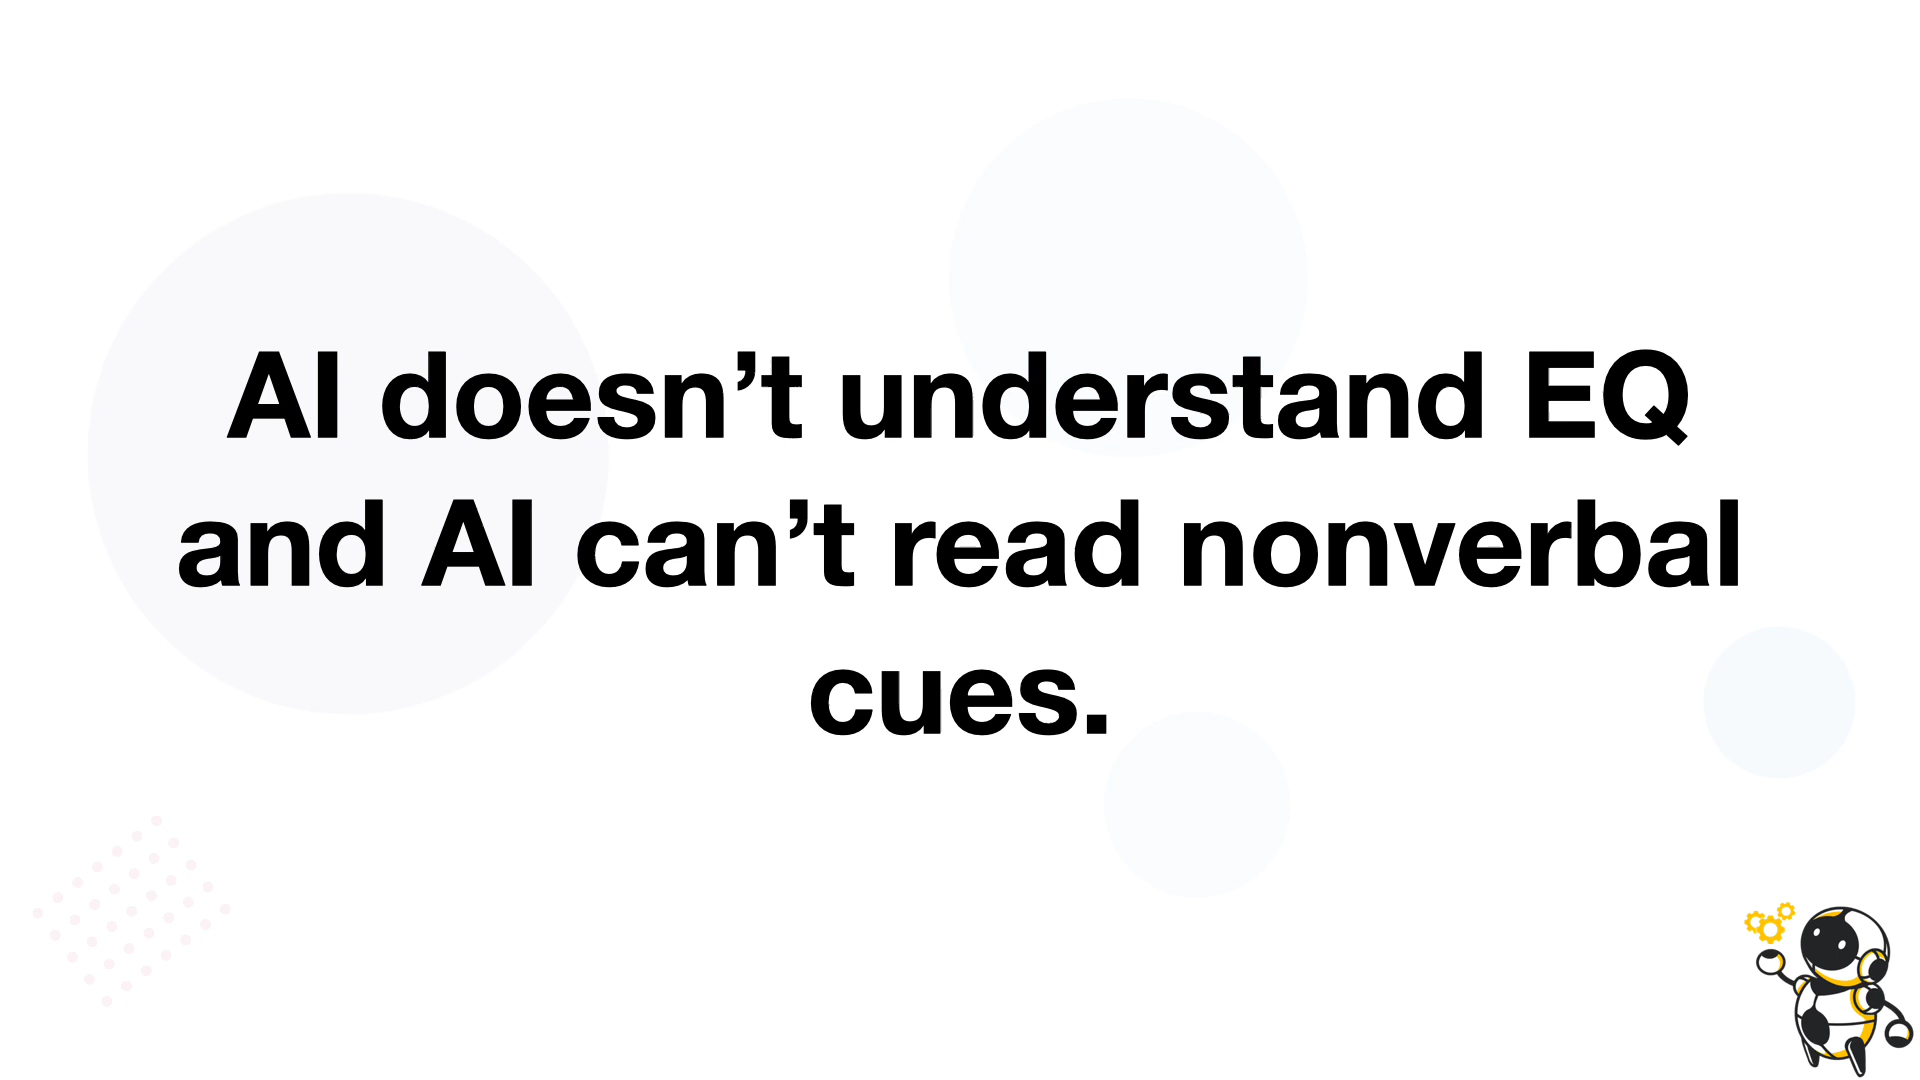 AI doesn’t understand EQ
and AI can’t read nonverbal
cues.